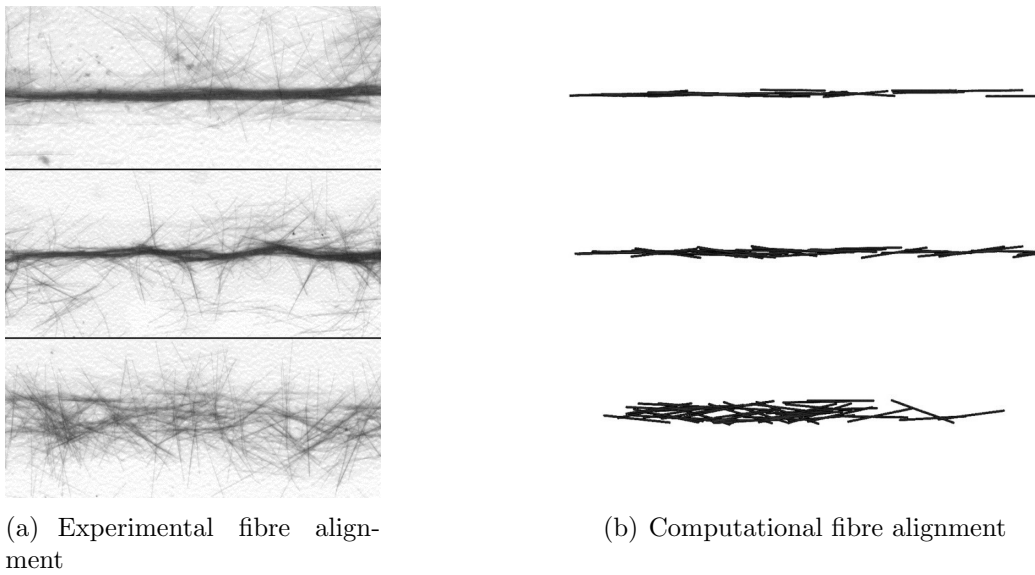 (a) Experimental fibre align-
ment
(b) Computational fibre alignment